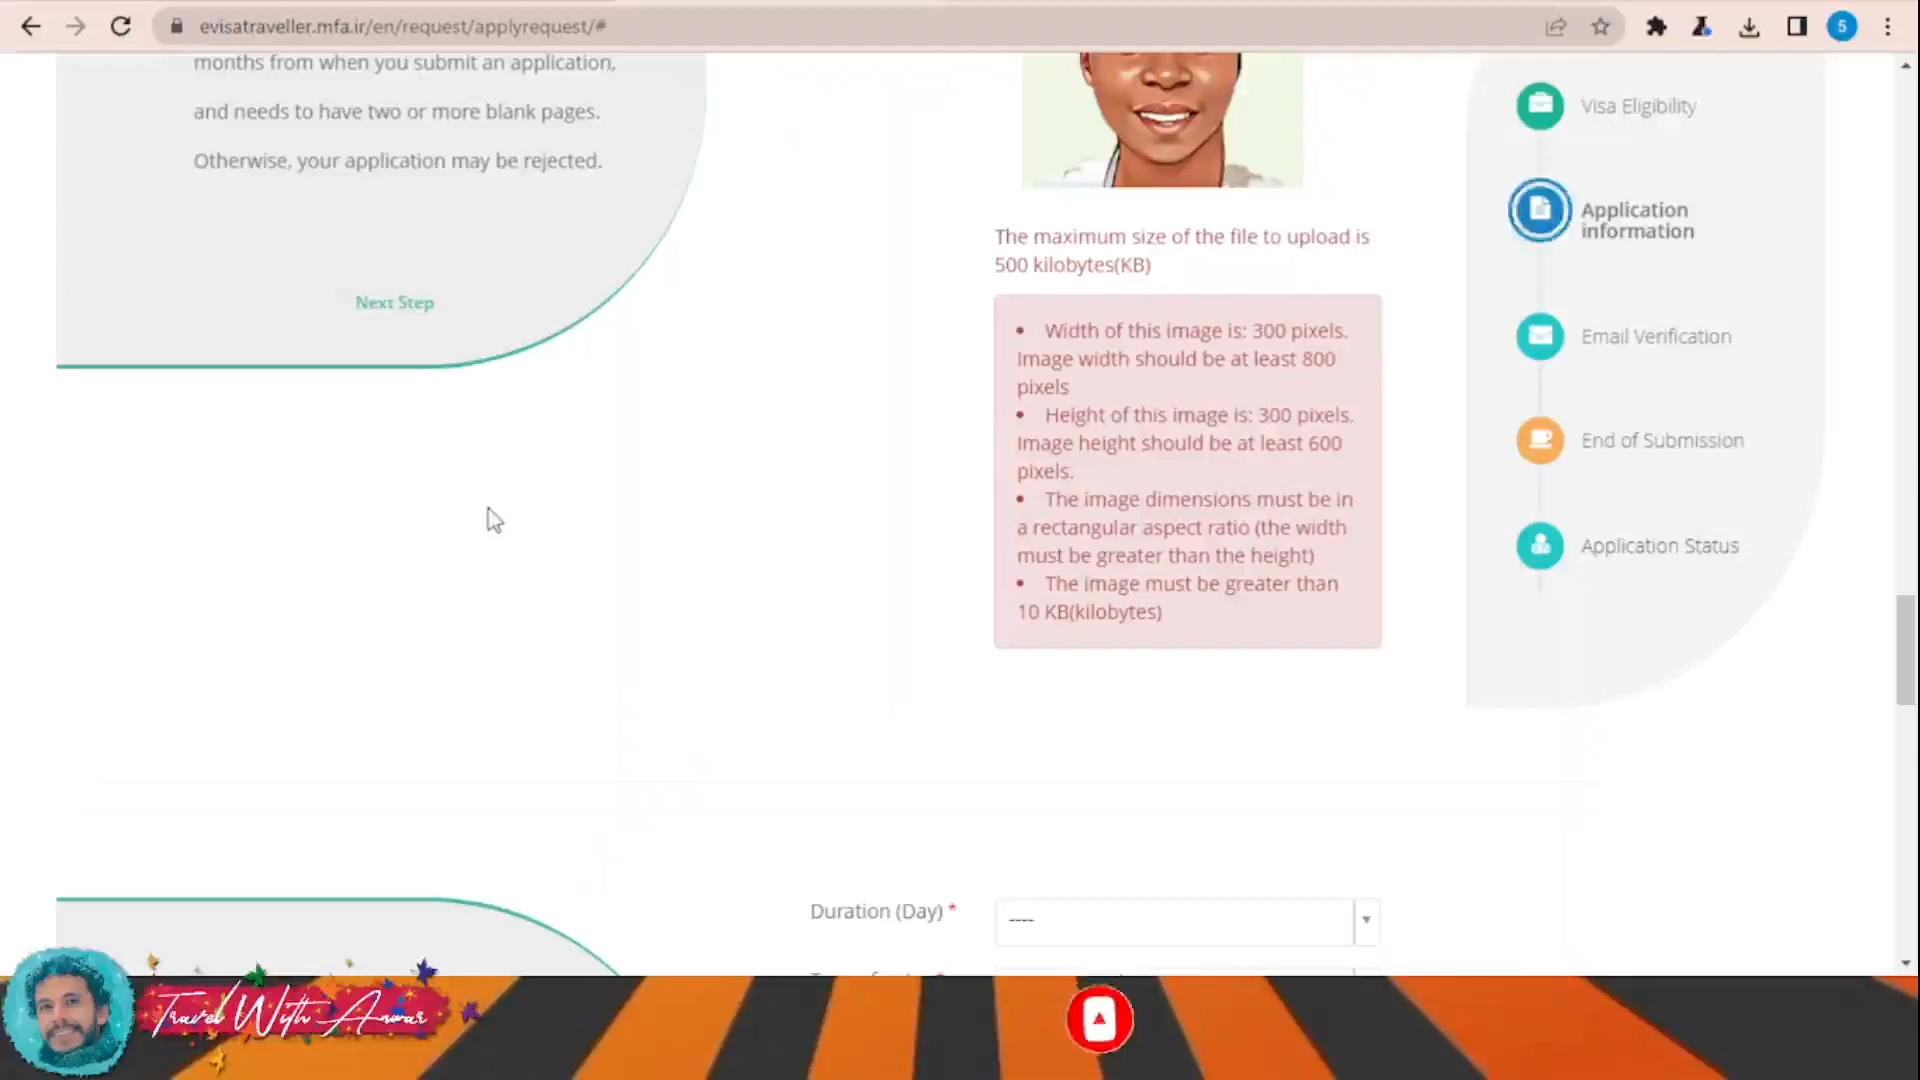 evisatraveller.mfa.ir/en/request/applyrequest/#
5
months from when you submit an application,
and needs to have two or more blank pages.
Otherwise, your application may be rejected.
Next Step
The maximum size of the file to upload is
500 kilobytes(KB)
• Width of this image is: 300 pixels.
Image width should be at least 800
pixels
• Height of this image is: 300 pixels.
Image height should be at least 600
pixels.
• The image dimensions must be in
a rectangular aspect ratio (the width
must be greater than the height)
• The image must be greater than
10 KB(kilobytes)
Visa Eligibility
Application
information
Email Verification
End of Submission
Application Status
Duration (Day) *
----
Travel With Anwar